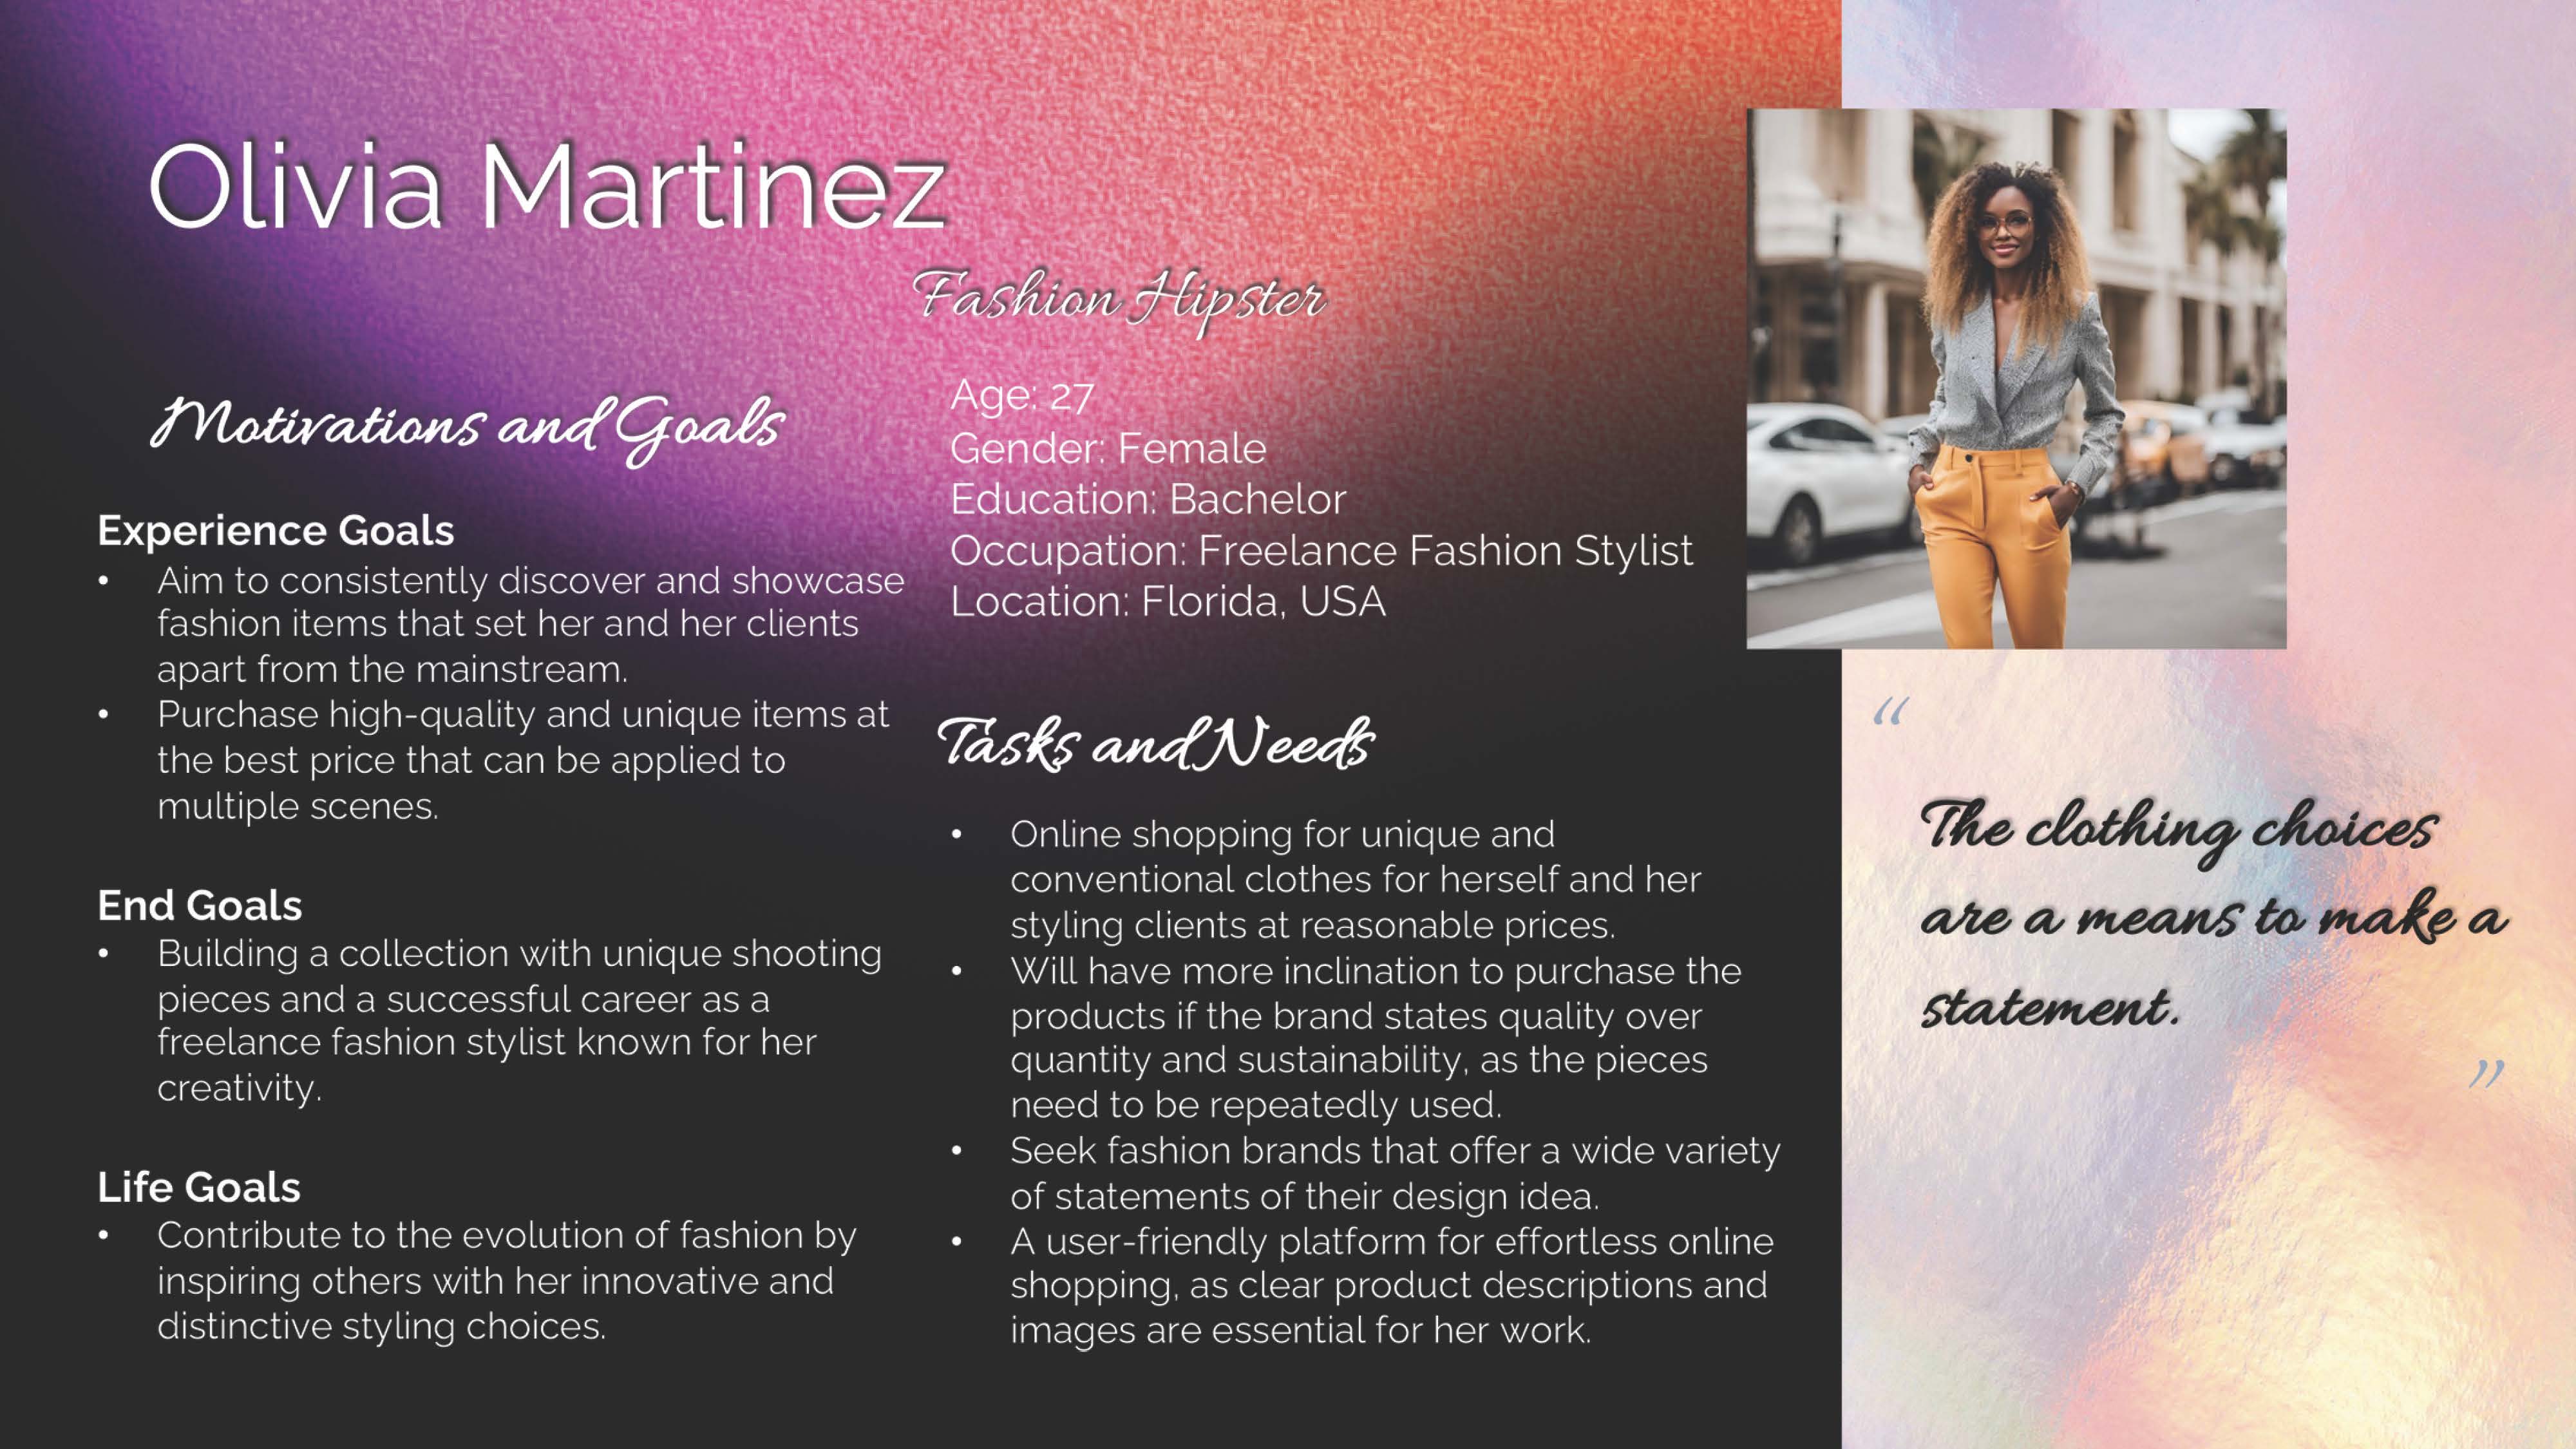 Olivia Martinez
Fashion Hipster
Motivations and Goals
Experience Goals
• Aim to consistently discover and showcase
fashion items that set her and her clients
apart from the mainstream.
• Purchase high-quality and unique items at
the best price that can be applied to
multiple scenes.
End Goals
• Building a collection with unique shooting
pieces and a successful career as a
freelance fashion stylist known for her
creativity.
Life Goals
• Contribute to the evolution of fashion by
inspiring others with her innovative and
distinctive styling choices.
Age: 27
Gender: Female
Education: Bachelor
Occupation: Freelance Fashion Stylist
Location: Florida, USA
Tasks and Needs
• Online shopping for unique and
conventional clothes for herself and her
styling clients at reasonable prices.
• Will have more inclination to purchase the
products if the brand states quality over
quantity and sustainability, as the pieces
need to be repeatedly used.
• Seek fashion brands that offer a wide variety
of statements of their design idea.
• A user-friendly platform for effortless online
shopping, as clear product descriptions and
images are essential for her work.
“
The clothing choices
are a means to make a
statement.
”